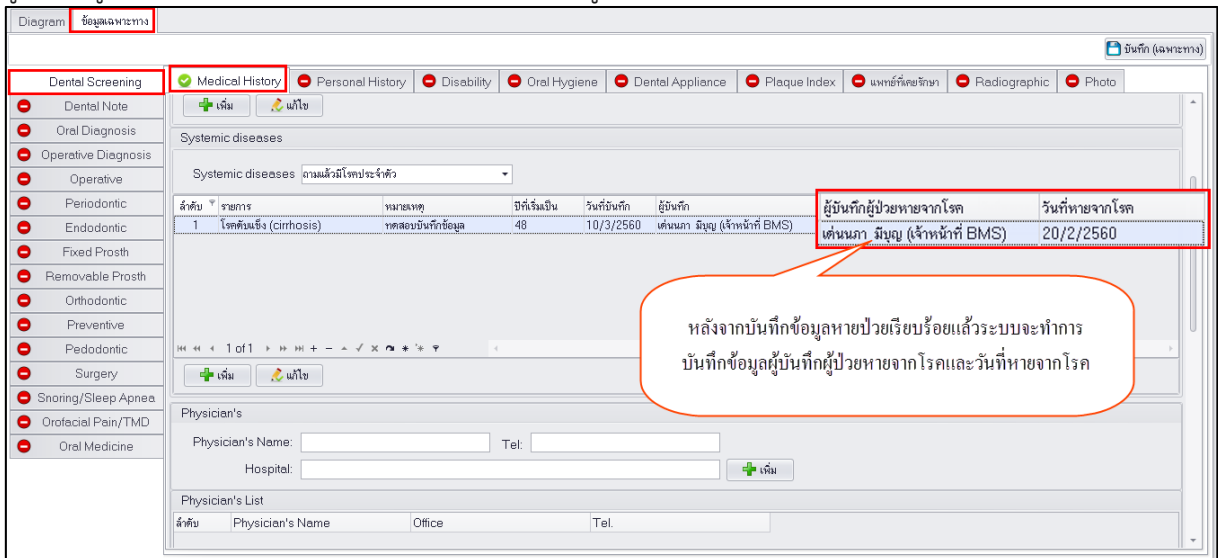 Diagram ข้อมูลเฉพาะทาง
บันทึก (เฉพาะทาง)
Dental Screening
Dental Note
Oral Diagnosis
Operative Diagnosis
Operative
Periodontic
Endodontic
Fixed Prosth
Removable Prosth
Orthodontic
Preventive
Pedodontic
Surgery
Snoring/Sleep Apnea
Orofacial Pain/TMD
Oral Medicine
Medical History Personal History Disability Oral Hygiene Dental Appliance Plaque Index แพทย์ที่เคยรักษา Radiographic Photo
เพิ่ม แก้ไข
Systemic diseases
Systemic diseases ถามแล้วมีโรคประจำตัว
ลำดับ รายการ หมายเหตุ ปีที่เริ่มเป็น วันที่บันทึก ผู้บันทึก ผู้บันทึกผู้ป่วยหายจากโรค วันที่หายจากโรค
1 โรคตับแข็ง (cirrhosis) ทดสอบบันทึกข้อมูล 48 10/3/2560 เด่นนภา มีบุญ (เจ้าหน้าที่ BMS) เด่นนภา มีบุญ (เจ้าหน้าที่ BMS) 20/2/2560
หลังจากบันทึกข้อมูลหายป่วยเรียบร้อยแล้วระบบจะทำการ
บันทึกข้อมูลผู้บันทึกผู้ป่วยหายจากโรคและวันที่หายจากโรค
1 of 1
เพิ่ม แก้ไข
Physician's
Physician's Name: Tel:
Hospital: เพิ่ม
Physician's List
ลำดับ Physician's Name Office Tel.